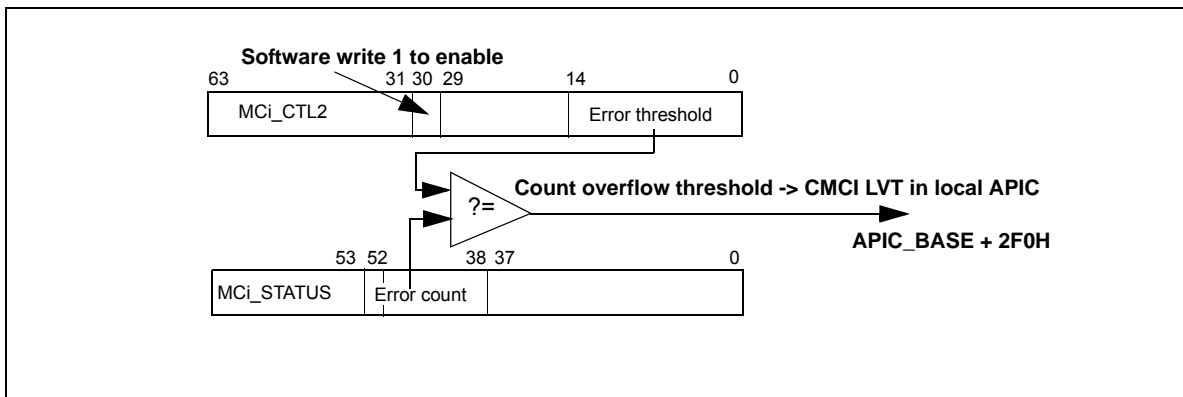 Software write 1 to enable
63 31 30 29 14 0
MCi_CTL2 Error threshold
Count overflow threshold -> CMCI LVT in local APIC
?=
APIC_BASE + 2F0H
53 52 38 37 0
MCi_STATUS Error count